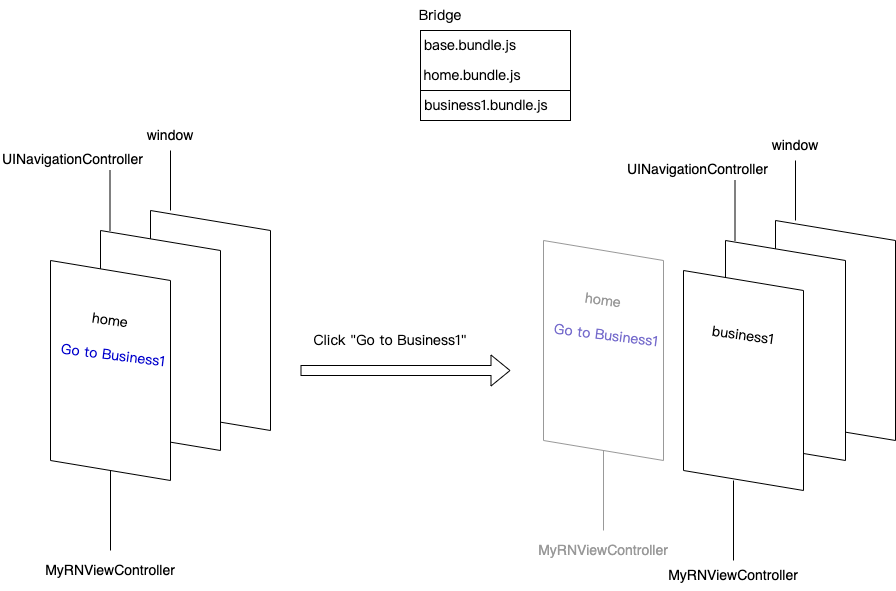 Bridge
base.bundle.js
home.bundle.js
business1.bundle.js
window
UINavigationController
home
Go to Business1
MyRNViewController
Click "Go to Business1"
window
UINavigationController
home
Go to Business1
business1
MyRNViewController
MyRNViewController